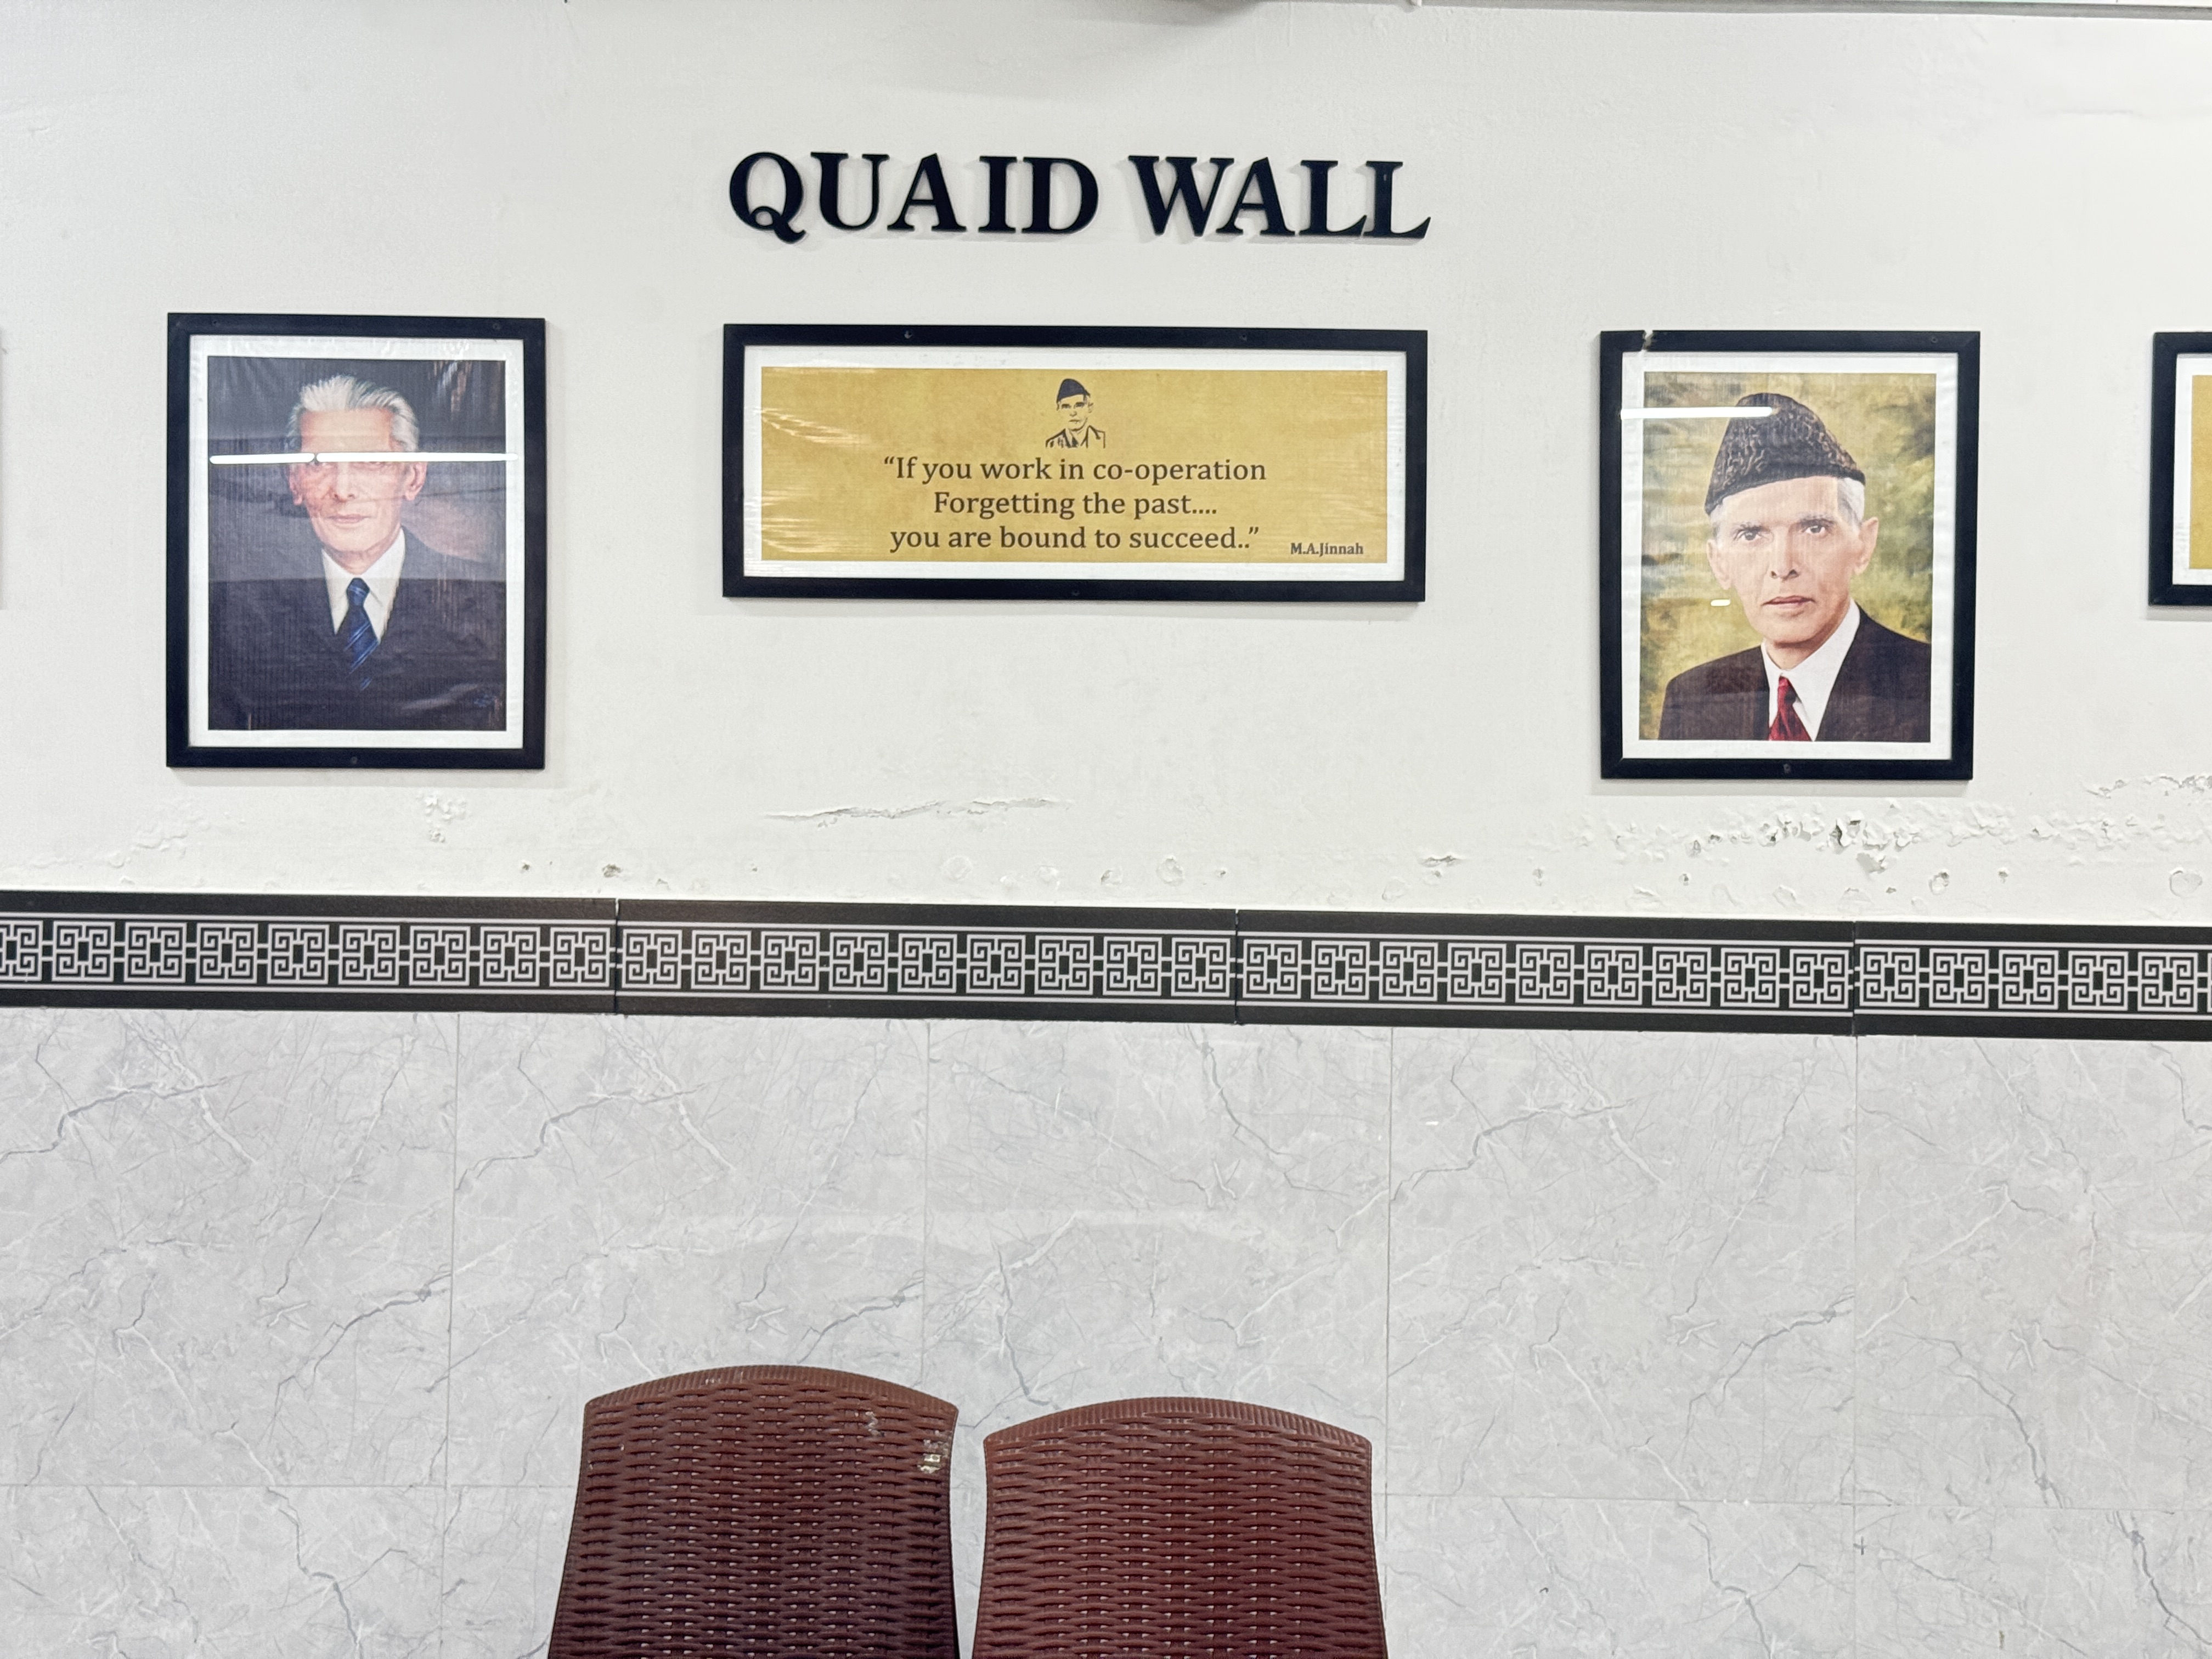 QUAID WALL
“If you work in co-operation
Forgetting the past....
you are bound to succeed..”
M.A.Jinnah